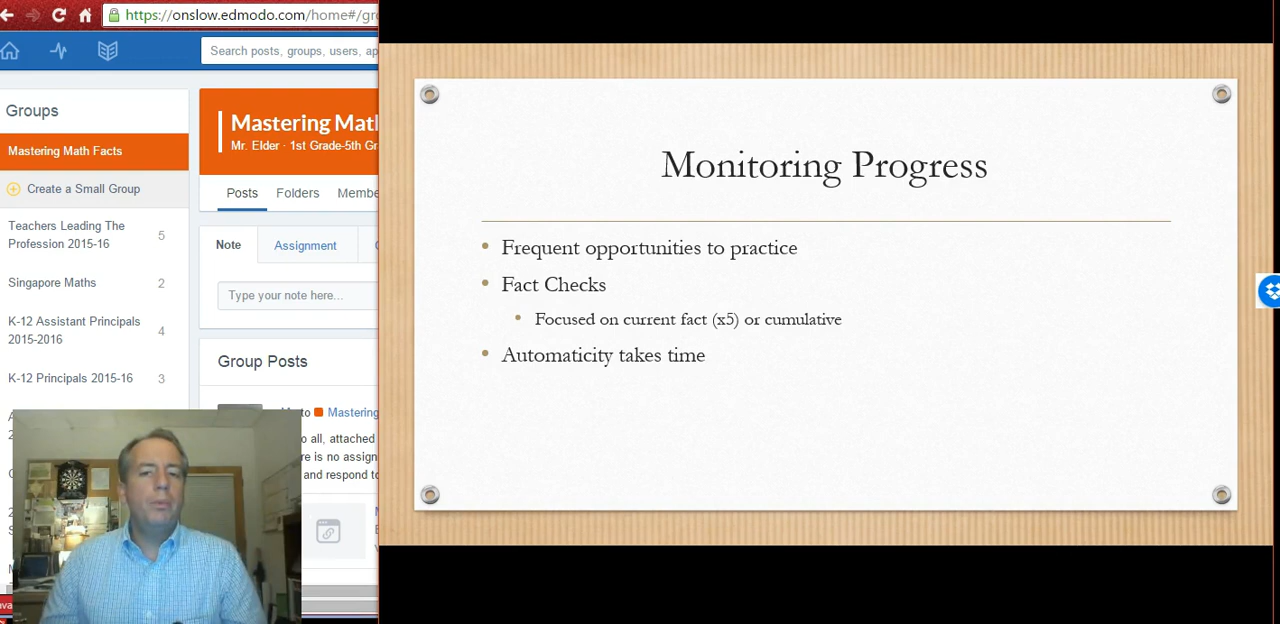 https://onslow.edmodo.com/home#/gro
Search posts, groups, users, ap
Groups
Mastering Math Facts
Create a Small Group
Teachers Leading The
Profession 2015-16
5
Singapore Maths
2
K-12 Assistant Principals
2015-2016
4
K-12 Principals 2015-16
3
Mastering Math
Mr. Elder · 1st Grade-5th Gr
Posts
Folders
Membe
Note
Assignment
Type your note here...
Group Posts
to
Mastering
all, attached
is no assign
and respond to
Monitoring Progress
• Frequent opportunities to practice
• Fact Checks
• Focused on current fact (x5) or cumulative
• Automaticity takes time